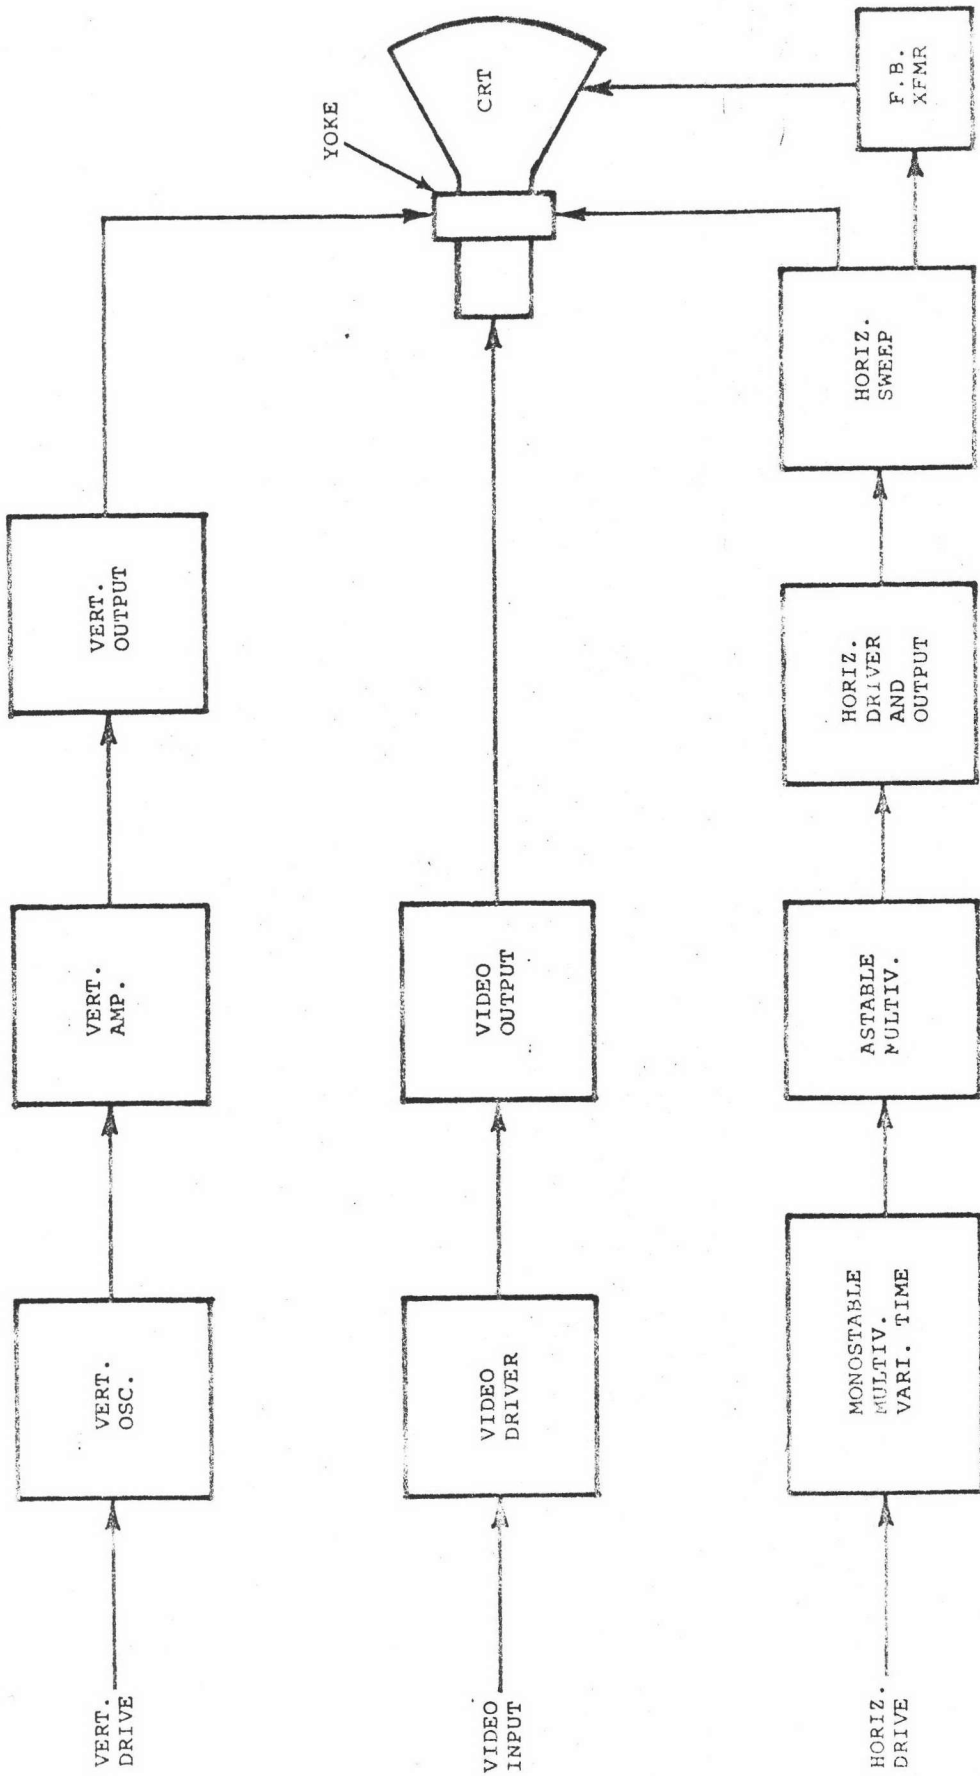 VERT.
DRIVE
VERT.
OSC.
VERT.
AMP.
VERT.
OUTPUT
YOKE
CRT
VIDEO
INPUT
VIDEO
DRIVER
VIDEO
OUTPUT
HORIZ.
DRIVE
MONOSTABLE
MULTIV.
VARI. TIME
ASTABLE
MULTIV.
HORIZ.
DRIVER
AND
OUTPUT
HORIZ.
SWEEP
F.B.
XFMR